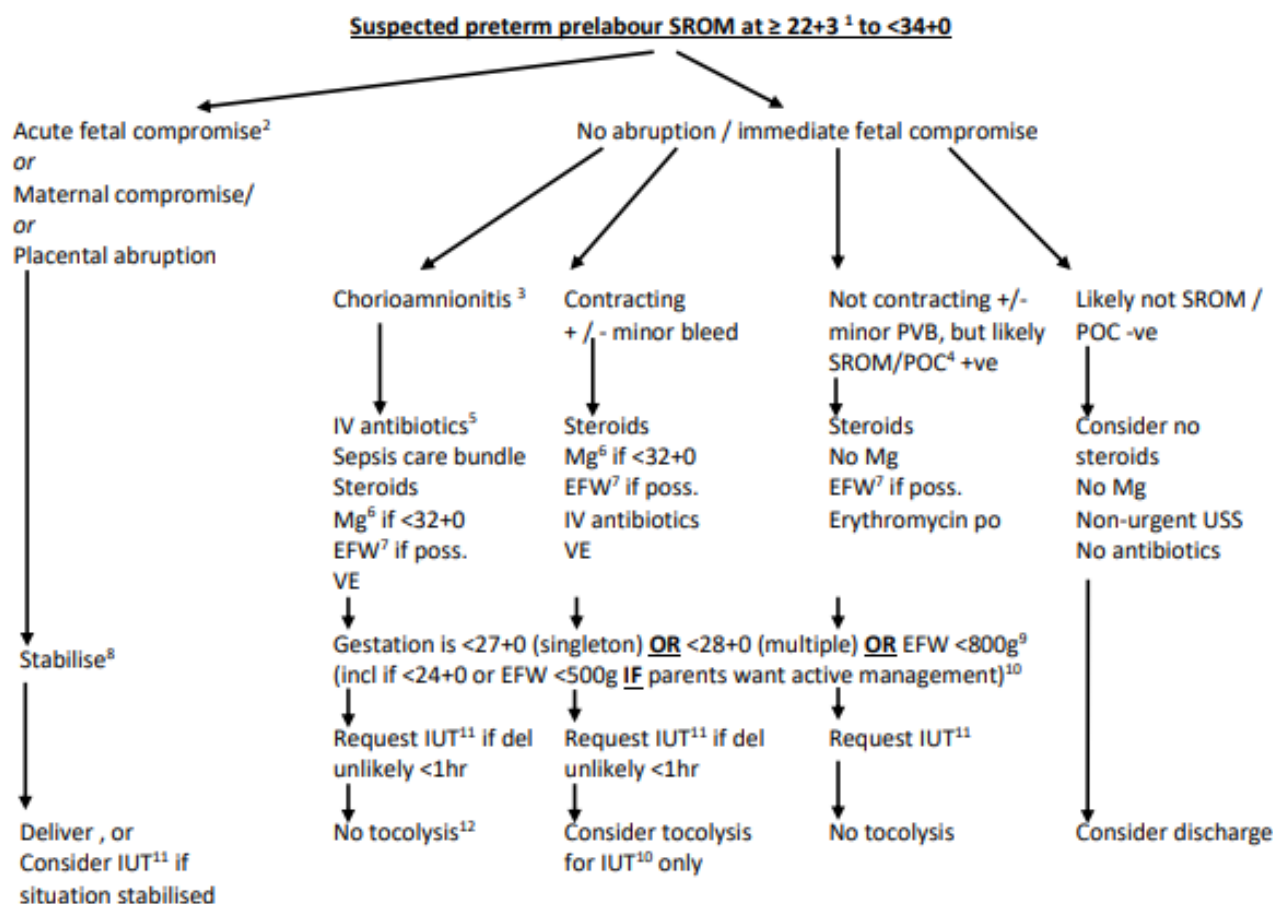 Suspected preterm prelabour SROM at ≥ 22+3 ¹ to <34+0
Acute fetal compromise²
or
Maternal compromise/
or
Placental abruption
No abruption / immediate fetal compromise
Chorioamnionitis ³
Contracting
+ / - minor bleed
Not contracting +/-
minor PVB, but likely
SROM/POC⁴ +ve
Likely not SROM /
POC -ve
IV antibiotics⁵
Sepsis care bundle
Steroids
Mg⁶ if <32+0
EFW⁷ if poss.
VE
Steroids
Mg⁶ if <32+0
EFW⁷ if poss.
IV antibiotics
VE
Steroids
No Mg
EFW⁷ if poss.
Erythromycin po
Consider no
steroids
No Mg
Non-urgent USS
No antibiotics
Stabilise⁸
Gestation is <27+0 (singleton) OR <28+0 (multiple) OR EFW <800g⁹
(incl if <24+0 or EFW <500g IF parents want active management)¹⁰
Request IUT¹¹ if del
unlikely <1hr
Request IUT¹¹ if del
unlikely <1hr
Request IUT¹¹
Deliver , or
Consider IUT¹¹ if
situation stabilised
No tocolysis¹²
Consider tocolysis
for IUT¹⁰ only
No tocolysis
Consider discharge